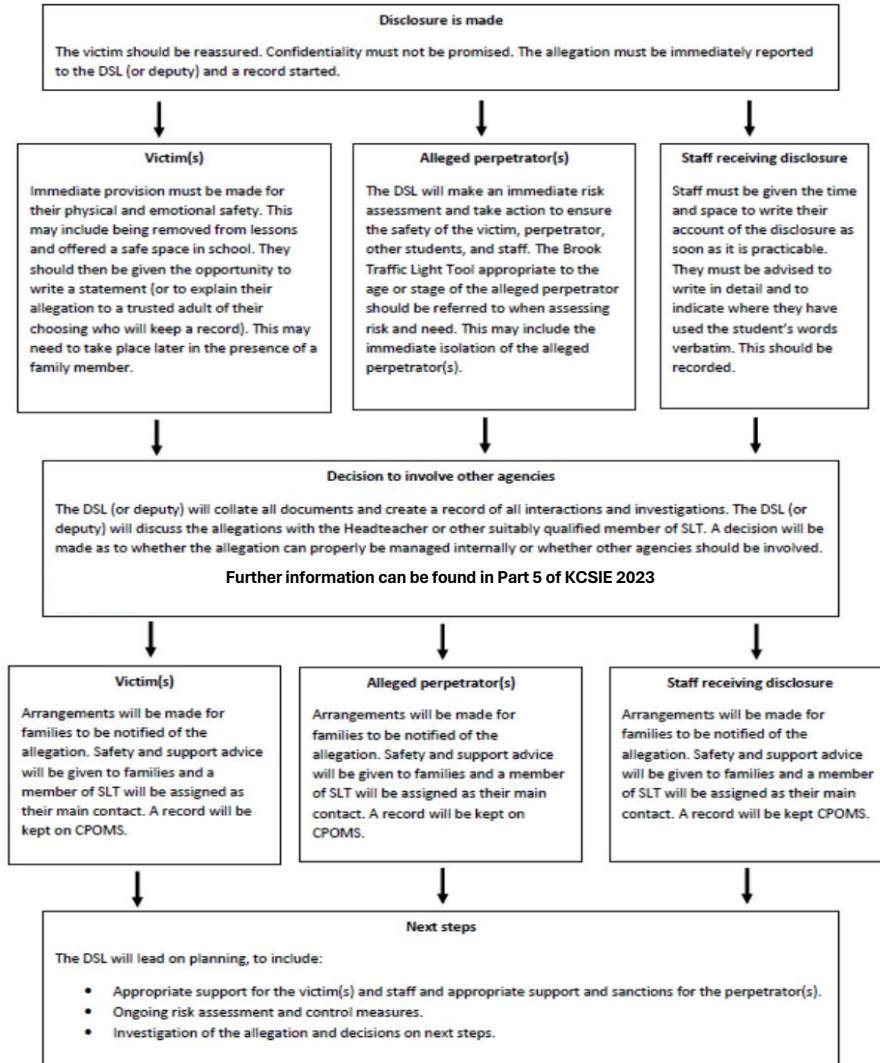 Disclosure is made
The victim should be reassured. Confidentiality must not be promised. The allegation must be immediately reported
to the DSL (or deputy) and a record started.
Victim(s)
Immediate provision must be made for
their physical and emotional safety. This
may include being removed from lessons
and offered a safe space in school. They
should then be given the opportunity to
write a statement (or to explain their
allegation to a trusted adult of their
choosing who will keep a record). This may
need to take place later in the presence of a
family member.
Alleged perpetrator(s)
The DSL will make an immediate risk
assessment and take action to ensure
the safety of the victim, perpetrator,
other students, and staff. The Brook
Traffic Light Tool appropriate to the
age or stage of the alleged perpetrator
should be referred to when assessing
risk and need. This may include the
immediate isolation of the alleged
perpetrator(s).
Staff receiving disclosure
Staff must be given the time
and space to write their
account of the disclosure as
soon as it is practicable.
They must be advised to
write in detail and to
indicate where they have
used the student's words
verbatim. This should be
recorded.
Decision to involve other agencies
The DSL (or deputy) will collate all documents and create a record of all interactions and investigations. The DSL (or
deputy) will discuss the allegations with the Headteacher or other suitably qualified member of SLT. A decision will be
made as to whether the allegation can properly be managed internally or whether other agencies should be involved.
Further information can be found in Part 5 of KCSIE 2023
Victim(s)
Arrangements will be made for
families to be notified of the
allegation. Safety and support advice
will be given to families and a
member of SLT will be assigned as
their main contact. A record will be
kept on CPOMS.
Alleged perpetrator(s)
Arrangements will be made for
families to be notified of the
allegation. Safety and support advice
will be given to families and a member
of SLT will be assigned as their main
contact. A record will be kept on
CPOMS.
Staff receiving disclosure
Arrangements will be made for
families to be notified of the
allegation. Safety and support advice
will be given to families and a member
of SLT will be assigned as their main
contact. A record will be kept CPOMS.
Next steps
The DSL will lead on planning, to include:
• Appropriate support for the victim(s) and staff and appropriate support and sanctions for the perpetrator(s).
• Ongoing risk assessment and control measures.
• Investigation of the allegation and decisions on next steps.